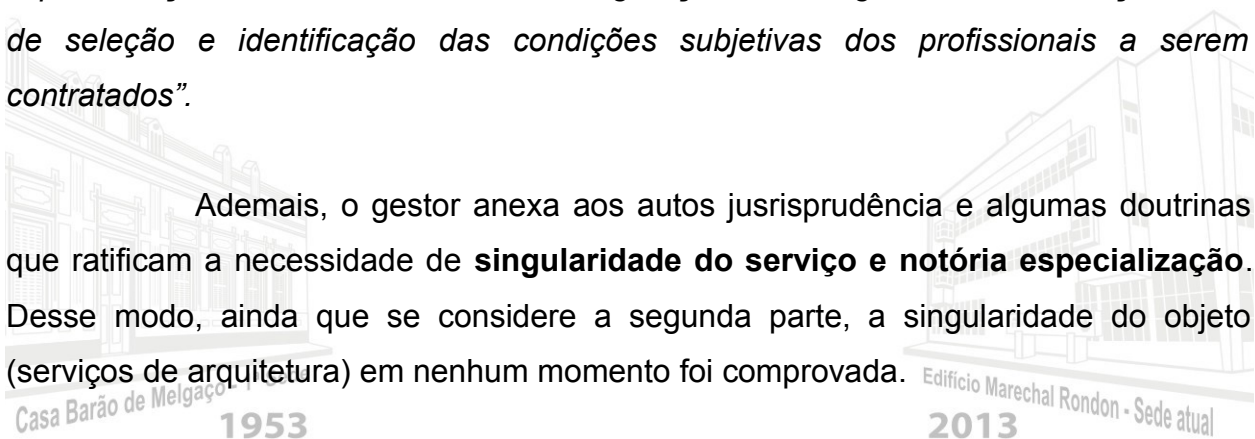 de seleção e identificação das condições subjetivas dos profissionais a serem
contratados”.
Ademais, o gestor anexa aos autos jusrisprudência e algumas doutrinas
que ratificam a necessidade de singularidade do serviço e notória especialização.
Desse modo, ainda que se considere a segunda parte, a singularidade do objeto
(serviços de arquitetura) em nenhum momento foi comprovada.
Casa Barão de Melgaço
1953
Edifício Marechal Rondon - Sede atual
2013